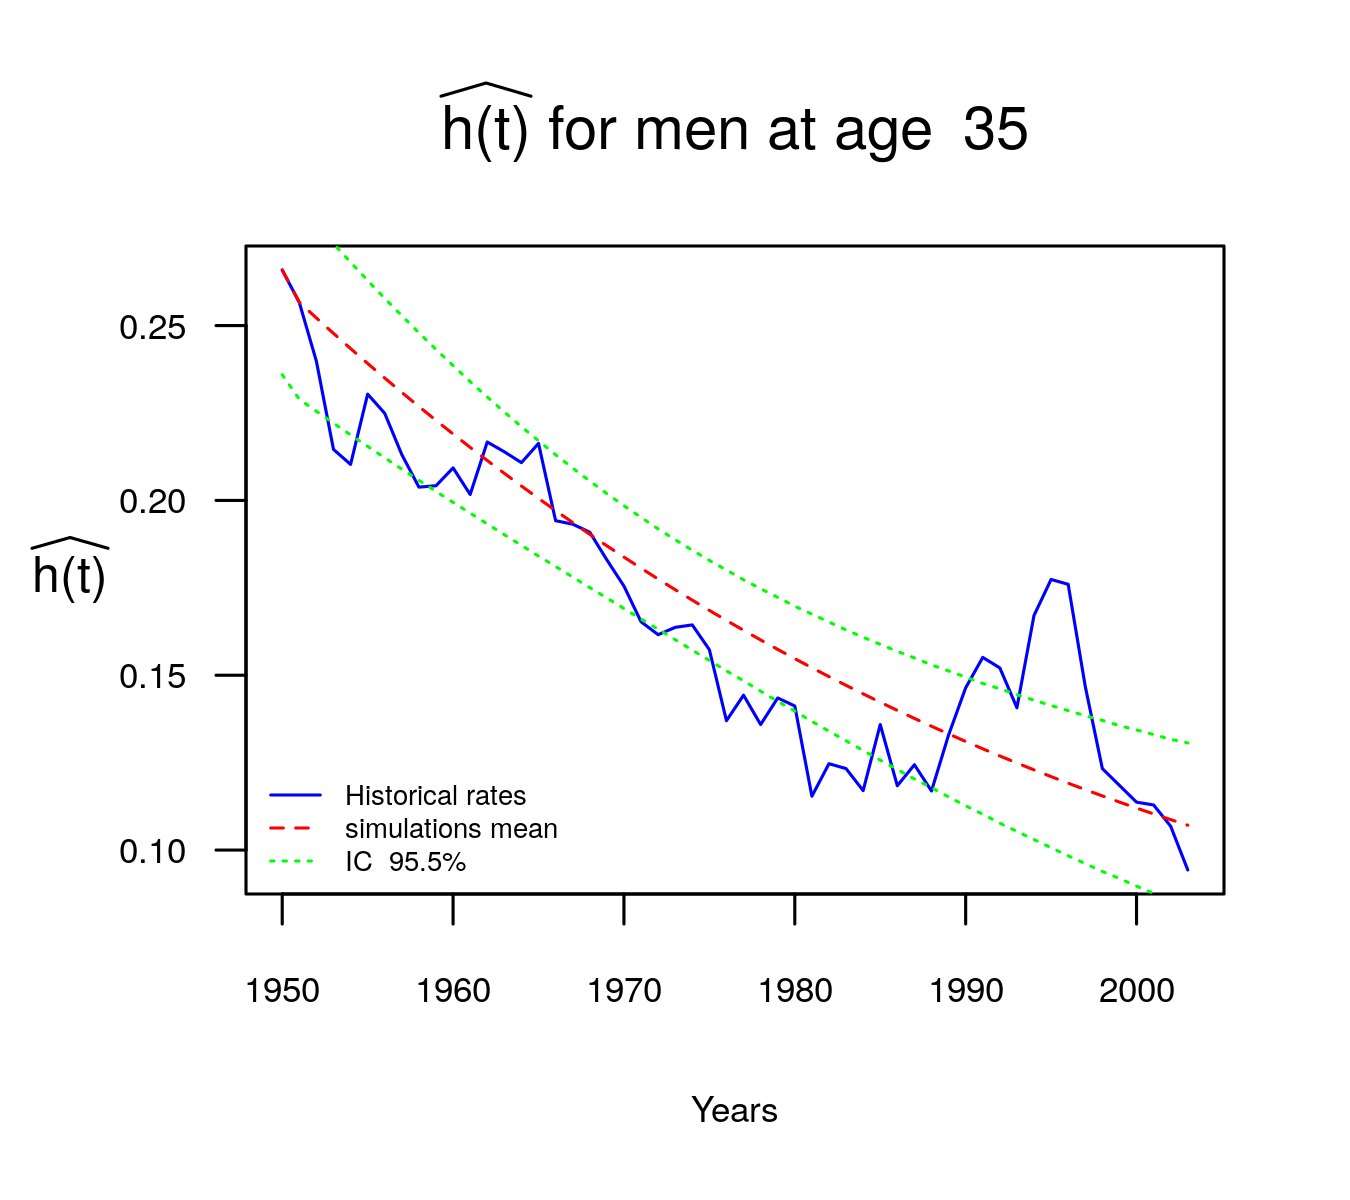 h(t) for men at age 35
0.25
0.20
0.15
0.10
h(t)
Historical rates
simulations mean
IC 95.5%
1950 1960 1970 1980 1990 2000
Years